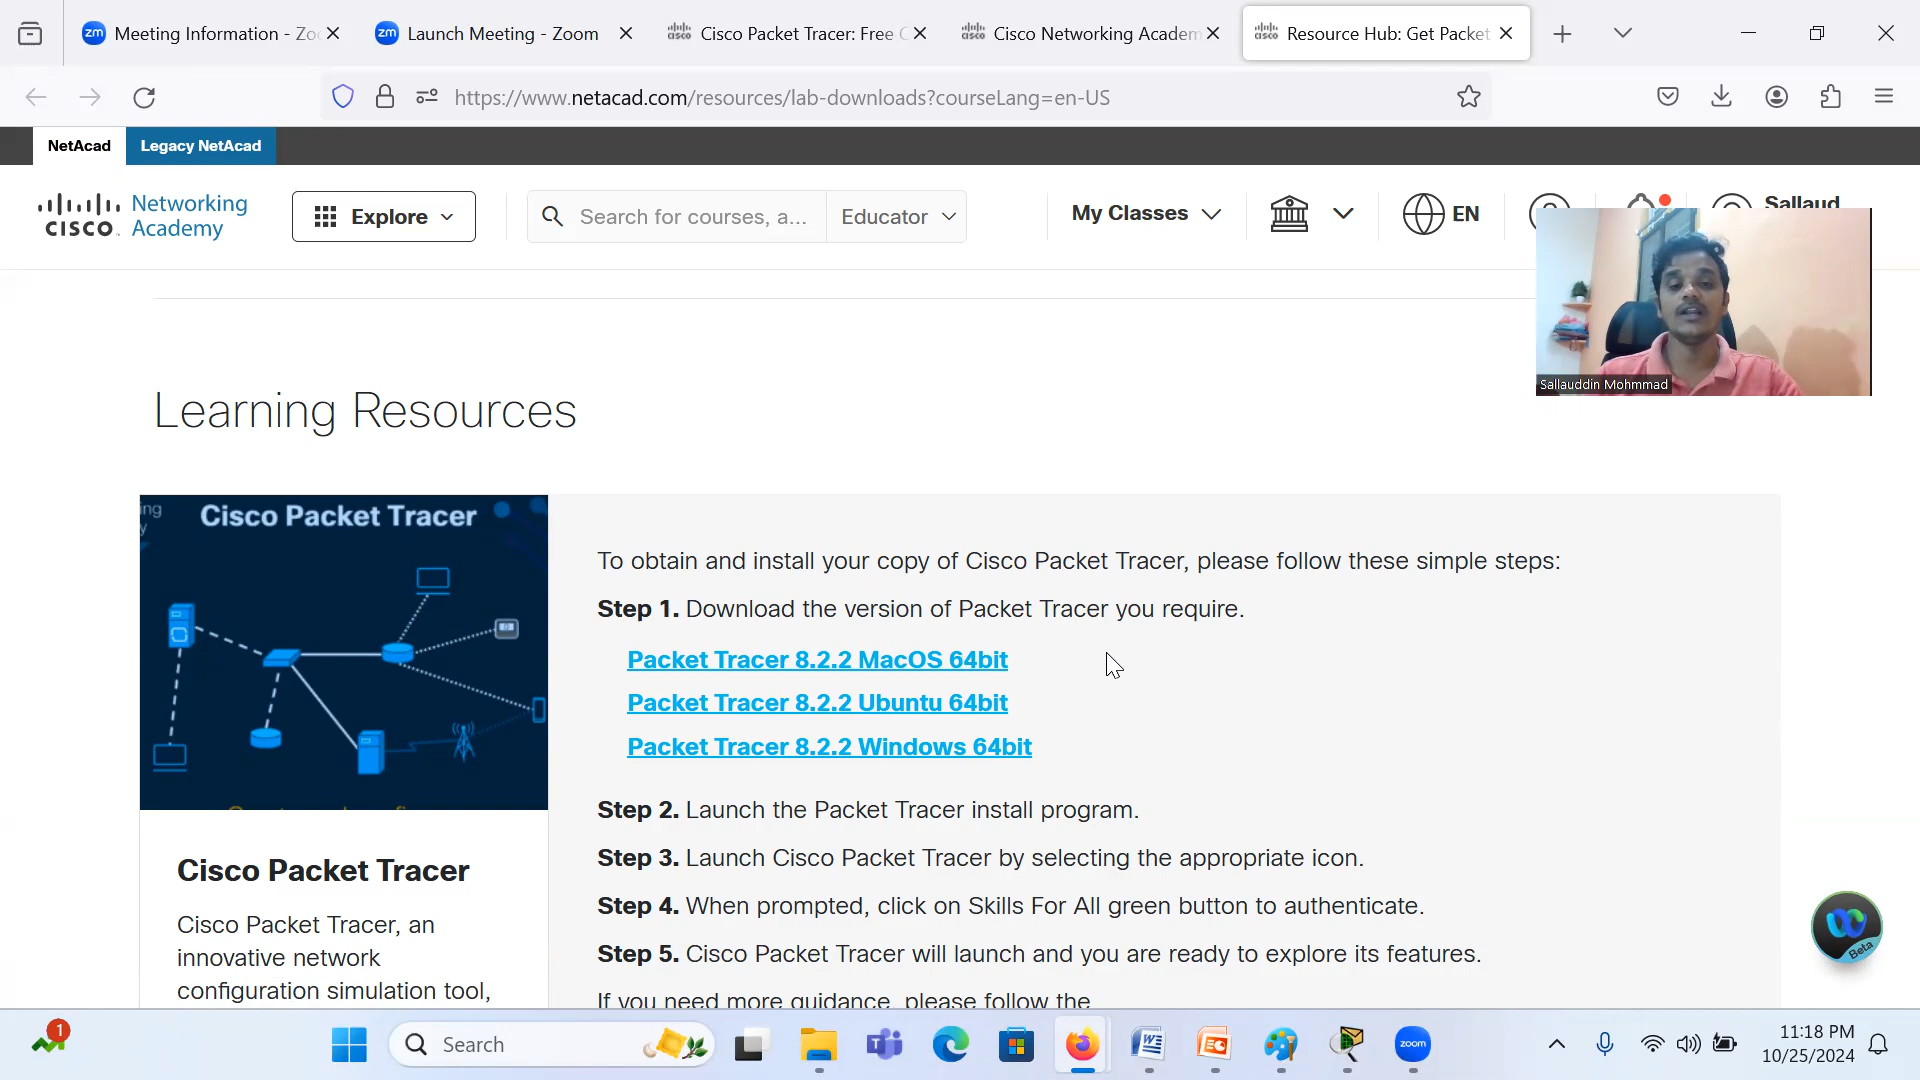 Meeting Information - Zo
Launch Meeting - Zoom
Cisco Packet Tracer: Free
Cisco Networking Academ
Resource Hub: Get Packet
https://www.netacad.com/resources/lab-downloads?courseLang=en-US
NetAcad
Legacy NetAcad
CISCO
Networking
Academy
Explore
Search for courses, a...
Educator
My Classes
EN
Sallaud
Sallauddin Mohmmad
Learning Resources
ing
y
Cisco Packet Tracer
To obtain and install your copy of Cisco Packet Tracer, please follow these simple steps:
Step 1. Download the version of Packet Tracer you require.
Packet Tracer 8.2.2 MacOS 64bit
Packet Tracer 8.2.2 Ubuntu 64bit
Packet Tracer 8.2.2 Windows 64bit
Step 2. Launch the Packet Tracer install program.
Step 3. Launch Cisco Packet Tracer by selecting the appropriate icon.
Step 4. When prompted, click on Skills For All green button to authenticate.
Step 5. Cisco Packet Tracer will launch and you are ready to explore its features.
If you need more guidance, please follow the
Cisco Packet Tracer
Cisco Packet Tracer, an
innovative network
configuration simulation tool,
Beta
1
Search
zoom
11:18 PM
10/25/2024